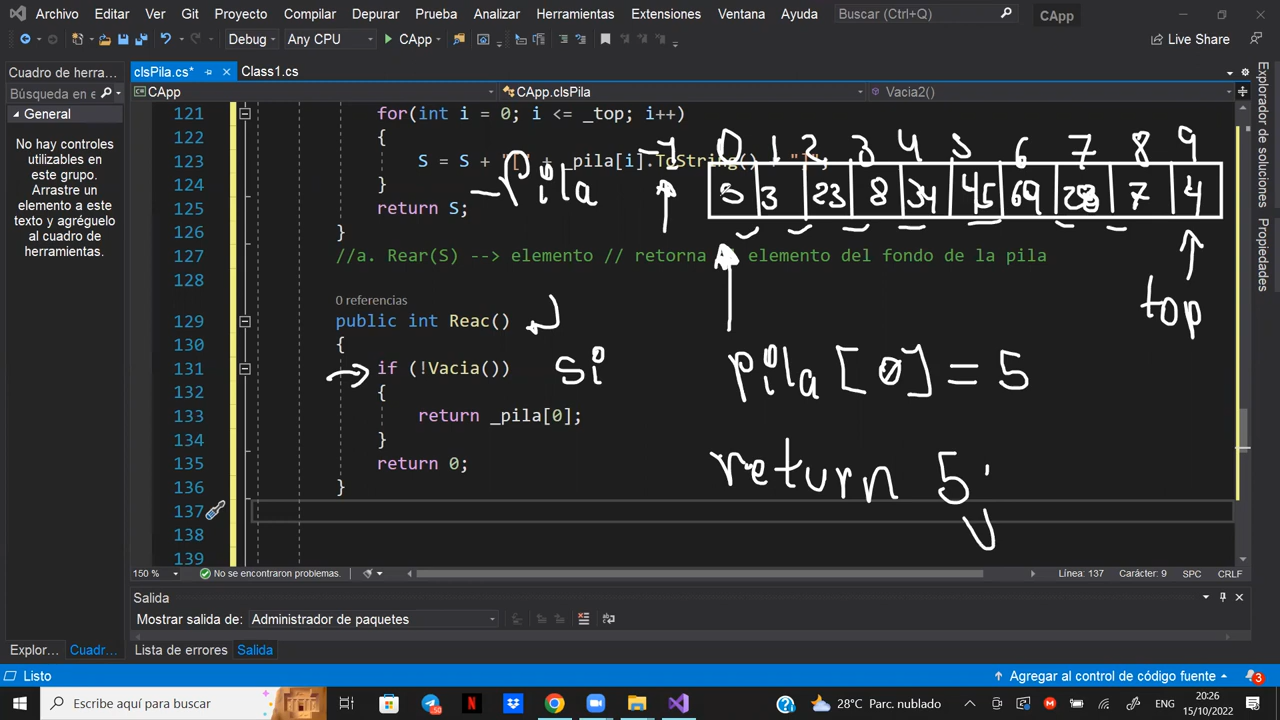 Archivo Editar Ver Git Proyecto Compilar Depurar Prueba Analizar Herramientas Extensiones Ventana Ayuda Buscar (Ctrl+Q) CApp
Debug Any CPU CApp Live Share
Cuadro de herra... clsPila.cs* Class1.cs
Búsqueda en e CApp CApp.clsPila Vacia2()
General
No hay controles utilizables en este grupo. Arrastre un elemento a este texto y agréguelo al cuadro de herramientas.
Explorador de soluciones
121 for(int i = 0; i <= _top; i++)
122 {
123 S = S + "[" + _pila[i].ToString() + "]";
124 }
125 return S;
126 }
127 //a. Rear(S) --> elemento // retorna elemento del fondo de la pila
128
0 referencias
129 public int Reac()
130 {
131 if (!Vacia())
132 {
133 return _pila[0];
134 }
135 return 0;
136 }
137
138
139
-1 0 1 2 3 4 5 6 7 8 9
_pila 5 3 23 8 34 45 69 7 4
top
si
pila[0] = 5
return 5;
150 % No se encontraron problemas. Línea: 137 Carácter: 9 SPC CRLF
Salida
Mostrar salida de: Administrador de paquetes
Explor... Cuadr... Lista de errores Salida
Listo Agregar al control de código fuente 3
Escribe aquí para buscar 28°C Parc. nublado ENG 20:26
15/10/2022